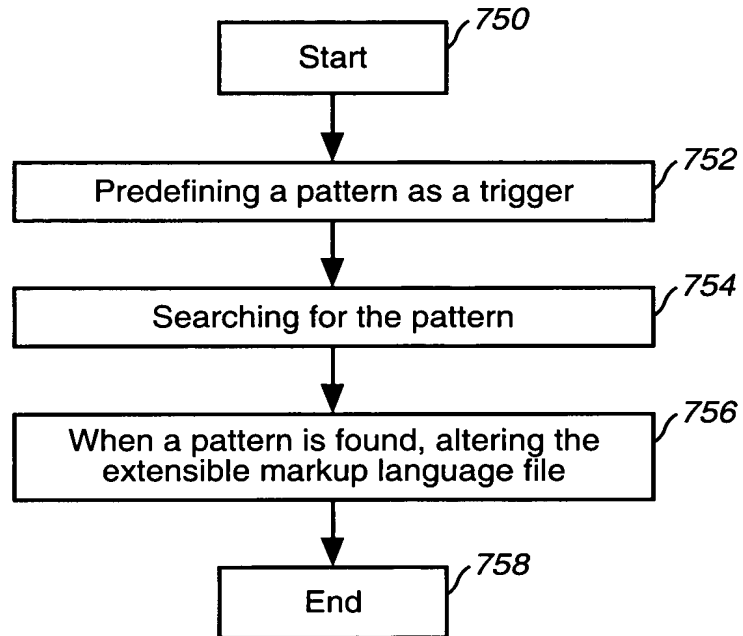 750
Start
752
Predefining a pattern as a trigger
754
Searching for the pattern
756
When a pattern is found, altering the
extensible markup language file
758
End